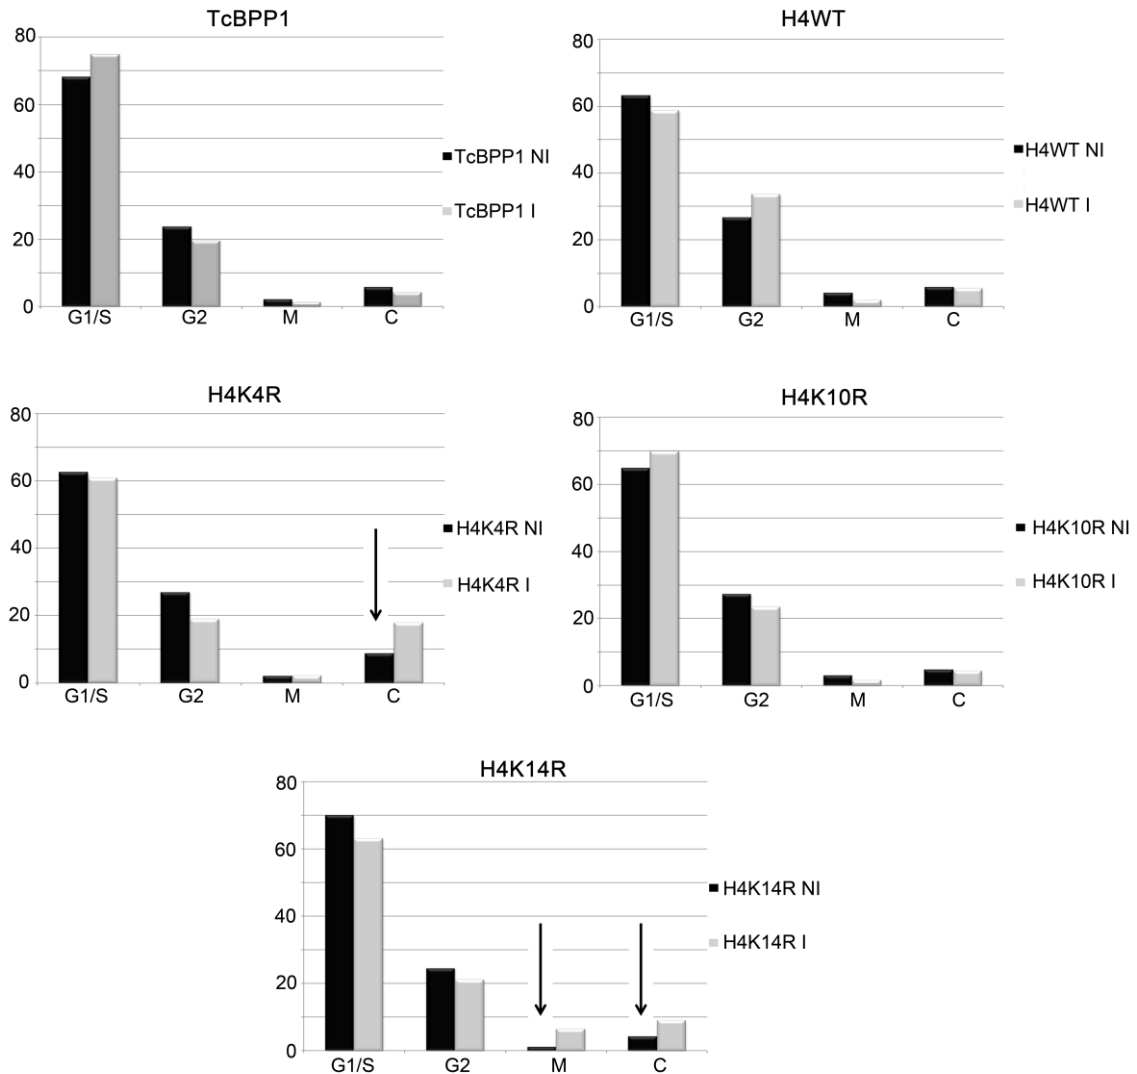 TcBPP1
80
60
40
20
0
G1/S G2 M C
TcBPP1 NI
TcBPP1 I
H4WT
80
60
40
20
0
G1/S G2 M C
H4WT NI
H4WT I
H4K4R
80
60
40
20
0
G1/S G2 M C
H4K4R NI
H4K4R I
H4K10R
80
60
40
20
0
G1/S G2 M C
H4K10R NI
H4K10R I
H4K14R
80
60
40
20
0
G1/S G2 M C
H4K14R NI
H4K14R I